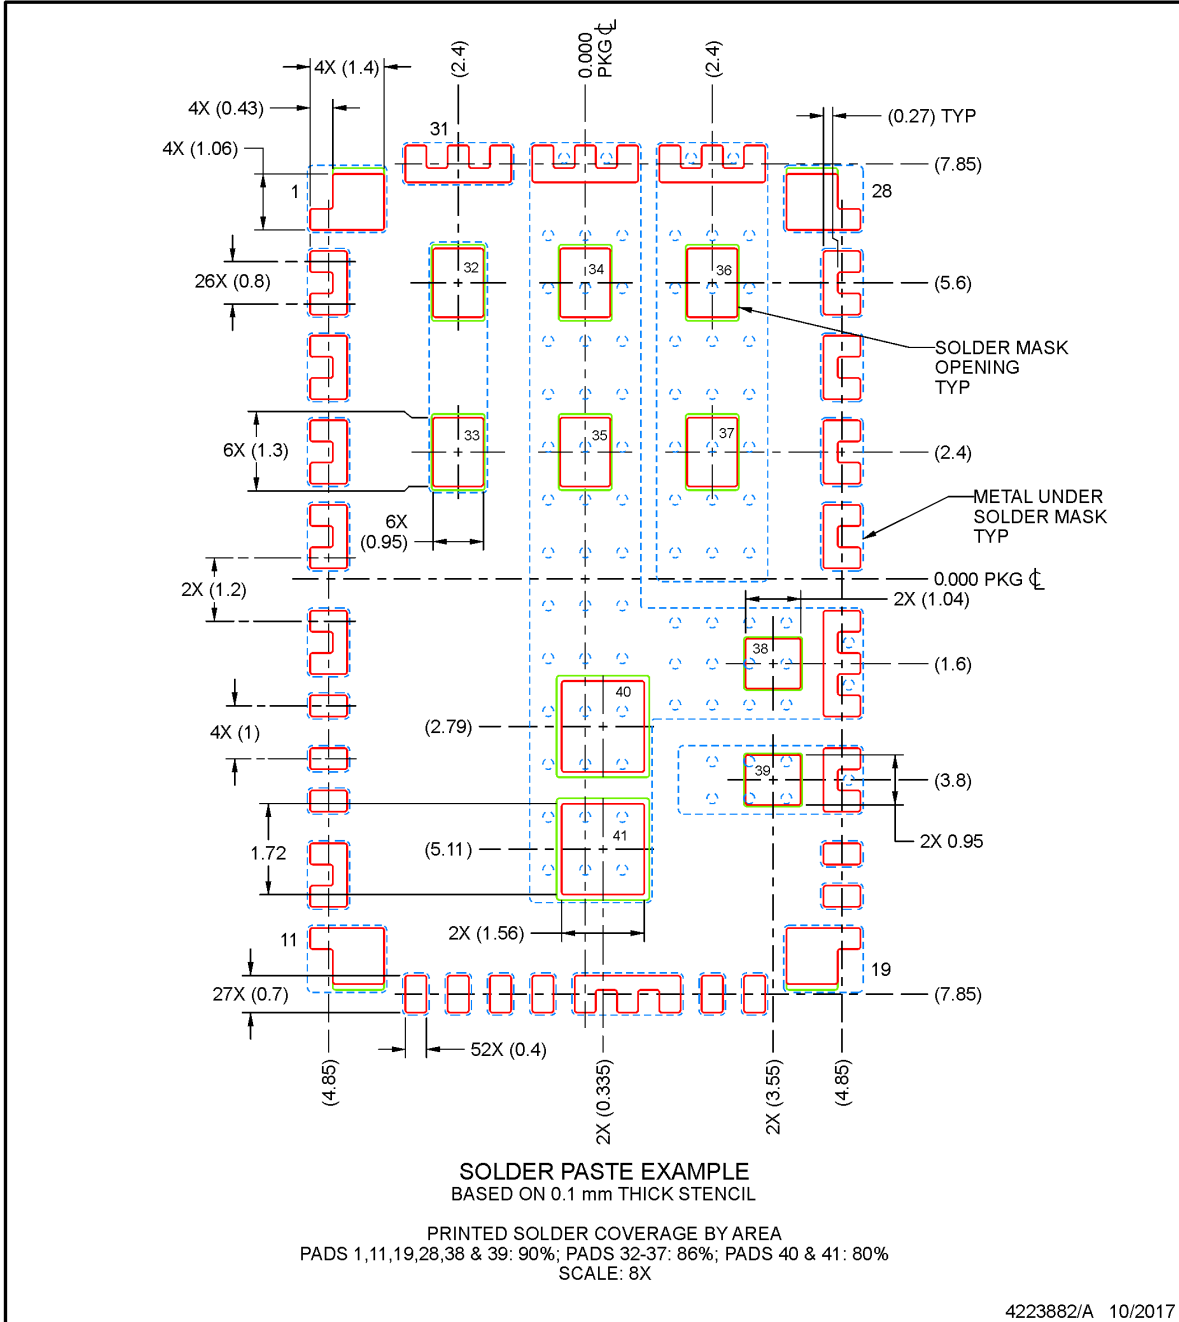 4X (1.4)
(2.4)
0.000
PKG ℄
(2.4)
4X (0.43)
(0.27) TYP
31
4X (1.06)
(7.85)
1
28
32
34
36
26X (0.8)
(5.6)
SOLDER MASK
OPENING
TYP
33
35
37
6X (1.3)
(2.4)
METAL UNDER
SOLDER MASK
TYP
6X
(0.95)
0.000 PKG ℄
2X (1.2)
2X (1.04)
38
(1.6)
40
4X (1)
(2.79)
39
(3.8)
41
1.72
(5.11)
2X 0.95
2X (1.56)
11
19
27X (0.7)
(7.85)
52X (0.4)
(4.85)
2X (0.335)
2X (3.55)
(4.85)
SOLDER PASTE EXAMPLE
BASED ON 0.1 mm THICK STENCIL
PRINTED SOLDER COVERAGE BY AREA
PADS 1,11,19,28,38 & 39: 90%; PADS 32-37: 86%; PADS 40 & 41: 80%
SCALE: 8X
4223882/A 10/2017